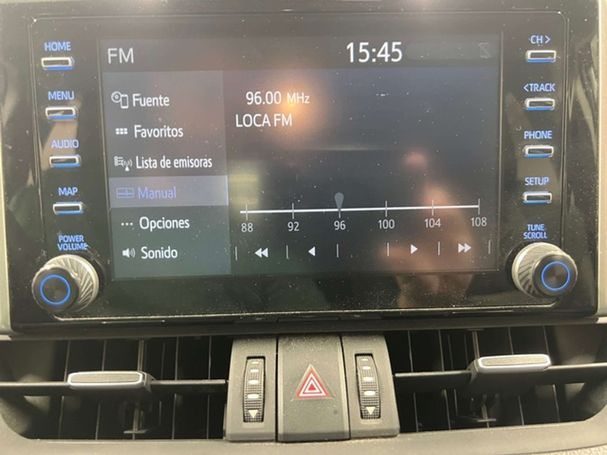 HOME
MENU
AUDIO
MAP
POWER
VOLUME
FM
15:45
Fuente
Favoritos
Lista de emisoras
Manual
Opciones
Sonido
96.00 MHz
LOCA FM
88 92 96 100 104 108
CH >
< TRACK
PHONE
SETUP
TUNE
SCROLL